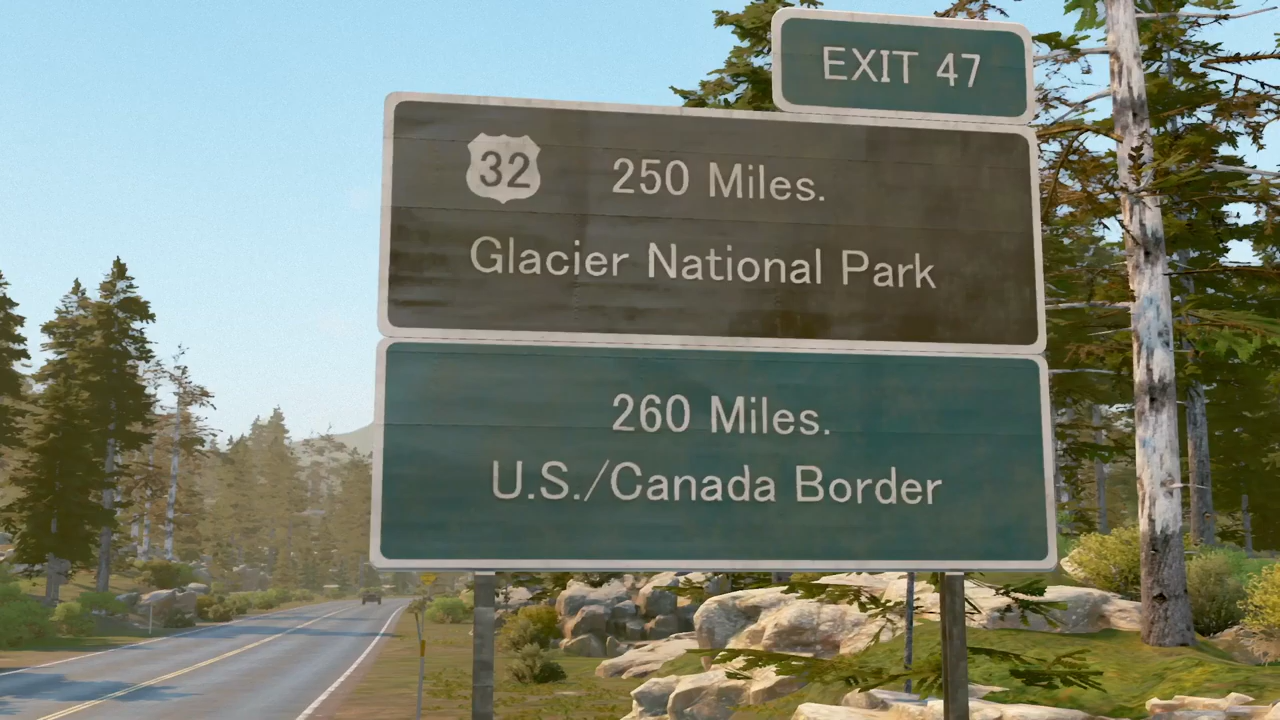 EXIT 47
32 250 Miles.
Glacier National Park
260 Miles.
U.S./Canada Border